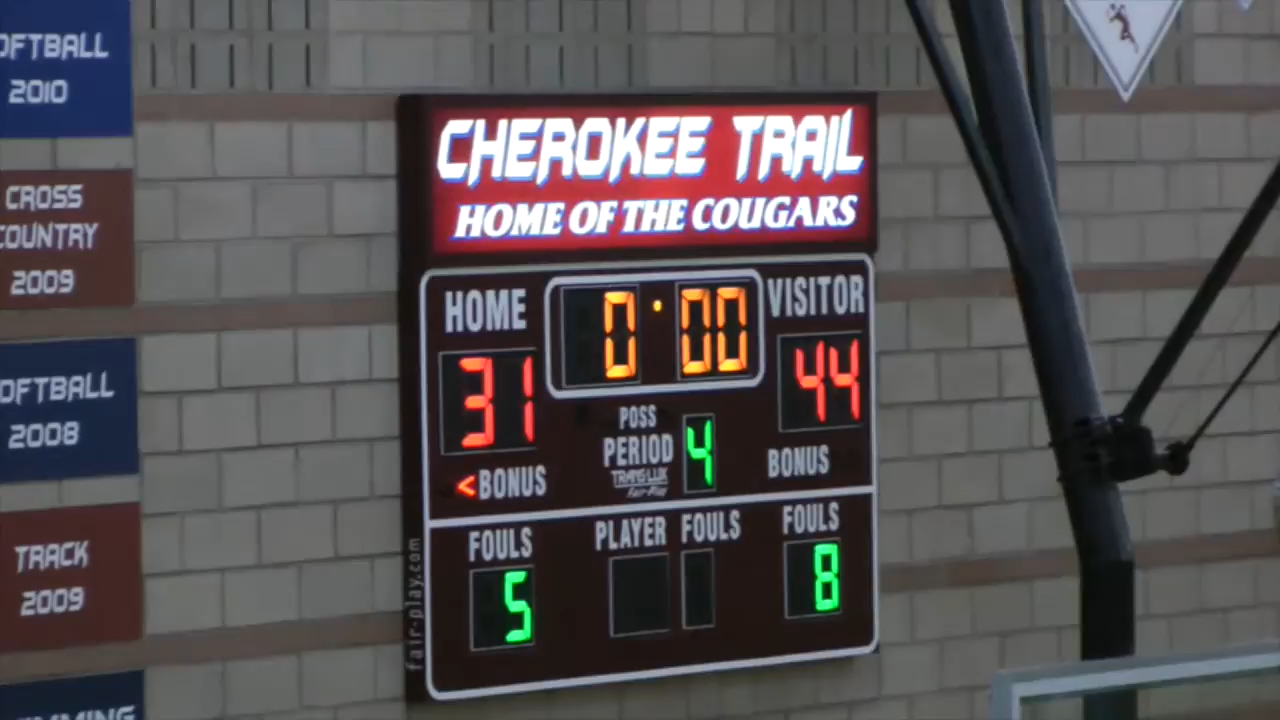 OFTBALL
2010
CROSS
COUNTRY
2009
OFTBALL
2008
TRACK
2009
MMING
CHEROKEE TRAIL
HOME OF THE COUGARS
HOME
0:00
VISITOR
31
44
POSS
PERIOD 4
TRANS-LUX
Fair-Play
<BONUS
BONUS
FOULS
PLAYER FOULS
FOULS
5
8
fair-play.com